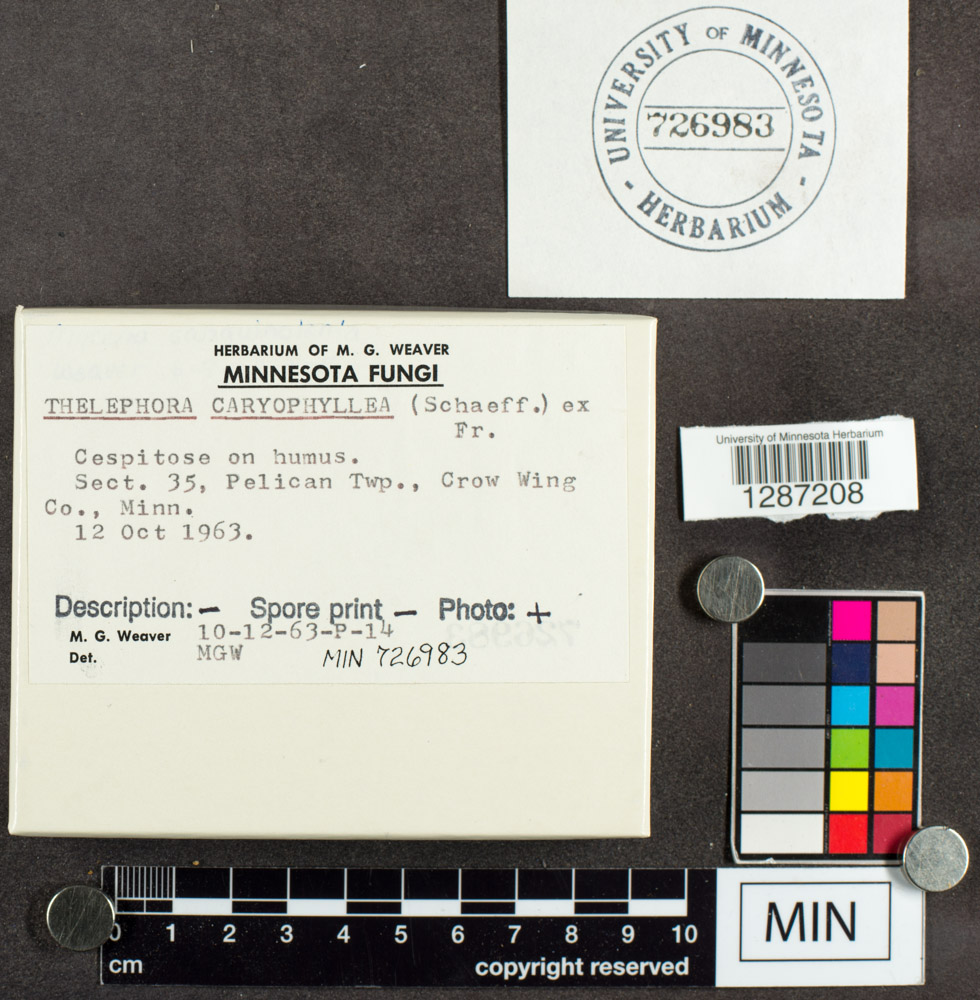 UNIVERSITY OF MINNESOTA
726983
- HERBARIUM -
HERBARIUM OF M. G. WEAVER
MINNESOTA FUNGI
THELEPHORA CARYOPHYLLEA (Schaeff.) ex
Fr.
Cespitose on humus.
Sect. 35, Pelican Twp., Crow Wing
Co., Minn.
12 Oct 1963.
Description: - Spore print - Photo: +
M. G. Weaver 10-12-63-P-14
Det. MGW MIN 726983
University of Minnesota Herbarium
1287208
0 1 2 3 4 5 6 7 8 9 10
cm copyright reserved
MIN